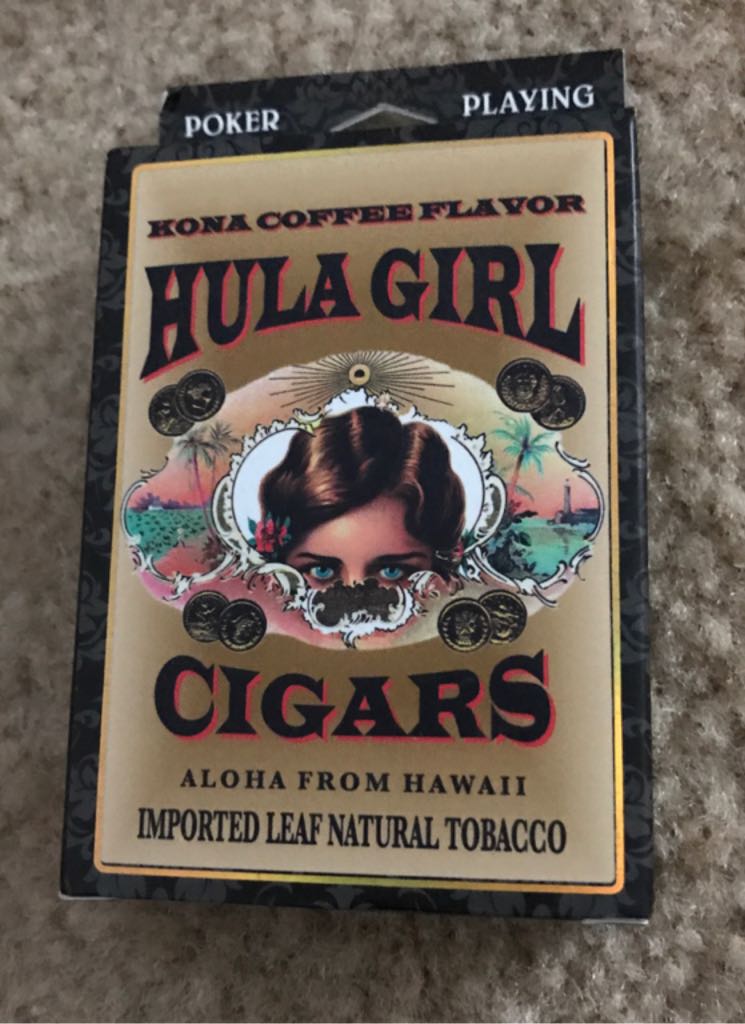 POKER PLAYING
KONA COFFEE FLAVOR
HULA GIRL
CIGARS
ALOHA FROM HAWAII
IMPORTED LEAF NATURAL TOBACCO